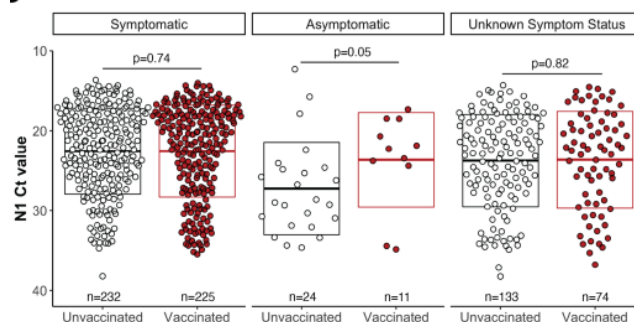 Symptomatic Asymptomatic Unknown Symptom Status
10
p=0.74 p=0.05 p=0.82
20
30
40
N1 Ct value
n=232 n=225 n=24 n=11 n=133 n=74
Unvaccinated Vaccinated Unvaccinated Vaccinated Unvaccinated Vaccinated